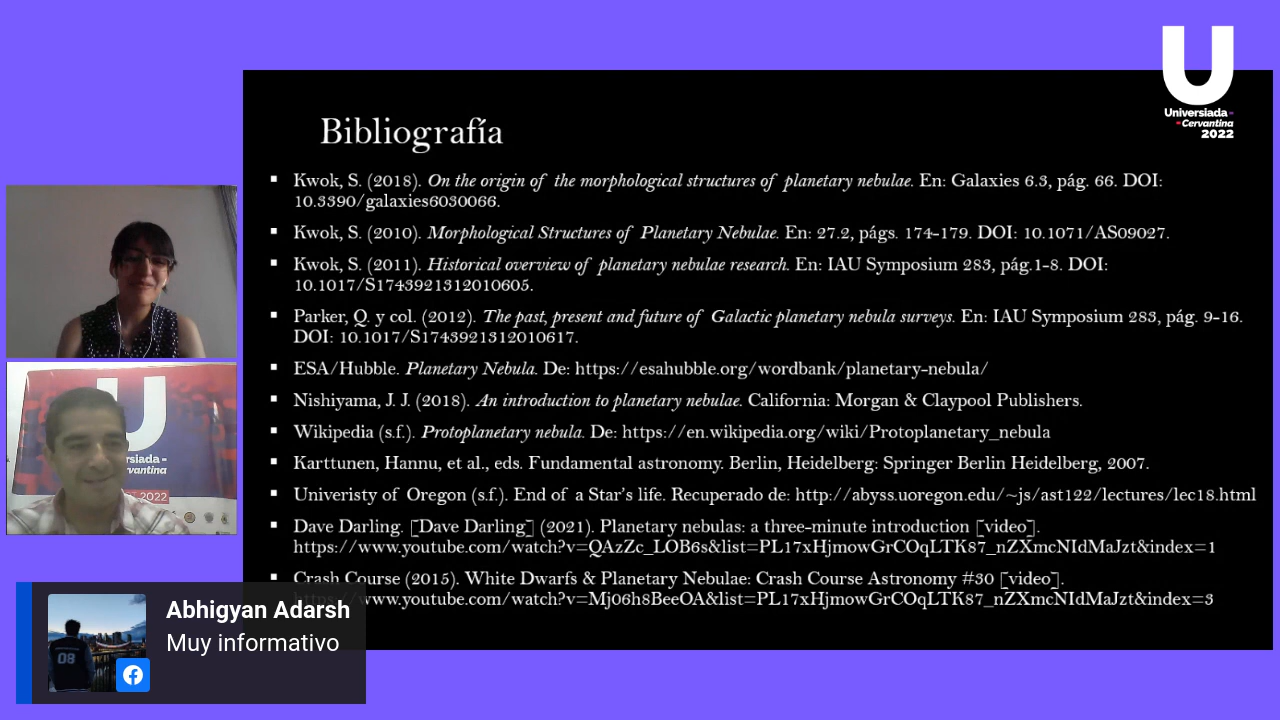 U
Universiada -
- Cervantina
2022
Bibliografía
▪ Kwok, S. (2018). On the origin of the morphological structures of planetary nebulae. En: Galaxies 6.3, pág. 66. DOI:
10.3390/galaxies6030066.
▪ Kwok, S. (2010). Morphological Structures of Planetary Nebulae. En: 27.2, págs. 174-179. DOI: 10.1071/AS09027.
▪ Kwok, S. (2011). Historical overview of planetary nebulae research. En: IAU Symposium 283, pág.1-8. DOI:
10.1017/S1743921312010605.
▪ Parker, Q. y col. (2012). The past, present and future of Galactic planetary nebula surveys. En: IAU Symposium 283, pág. 9-16.
DOI: 10.1017/S1743921312010617.
▪ ESA/Hubble. Planetary Nebula. De: https://esahubble.org/wordbank/planetary-nebula/
▪ Nishiyama, J. J. (2018). An introduction to planetary nebulae. California: Morgan & Claypool Publishers.
▪ Wikipedia (s.f.). Protoplanetary nebula. De: https://en.wikipedia.org/wiki/Protoplanetary_nebula
▪ Karttunen, Hannu, et al., eds. Fundamental astronomy. Berlin, Heidelberg: Springer Berlin Heidelberg, 2007.
▪ Univeristy of Oregon (s.f.). End of a Star's life. Recuperado de: http://abyss.uoregon.edu/~js/ast122/lectures/lec18.html
▪ Dave Darling. [Dave Darling] (2021). Planetary nebulas: a three-minute introduction [video].
https://www.youtube.com/watch?v=QAzZc_LOB6s&list=PL17xHjmowGrCOqLTK87_nZXmcNIdMaJzt&index=1
▪ Crash Course (2015). White Dwarfs & Planetary Nebulae: Crash Course Astronomy #30 [video].
https://www.youtube.com/watch?v=Mj06h8BeeOA&list=PL17xHjmowGrCOqLTK87_nZXmcNIdMaJzt&index=3
U
rsiada -
vantina
2022
08
Abhigyan Adarsh
Muy informativo